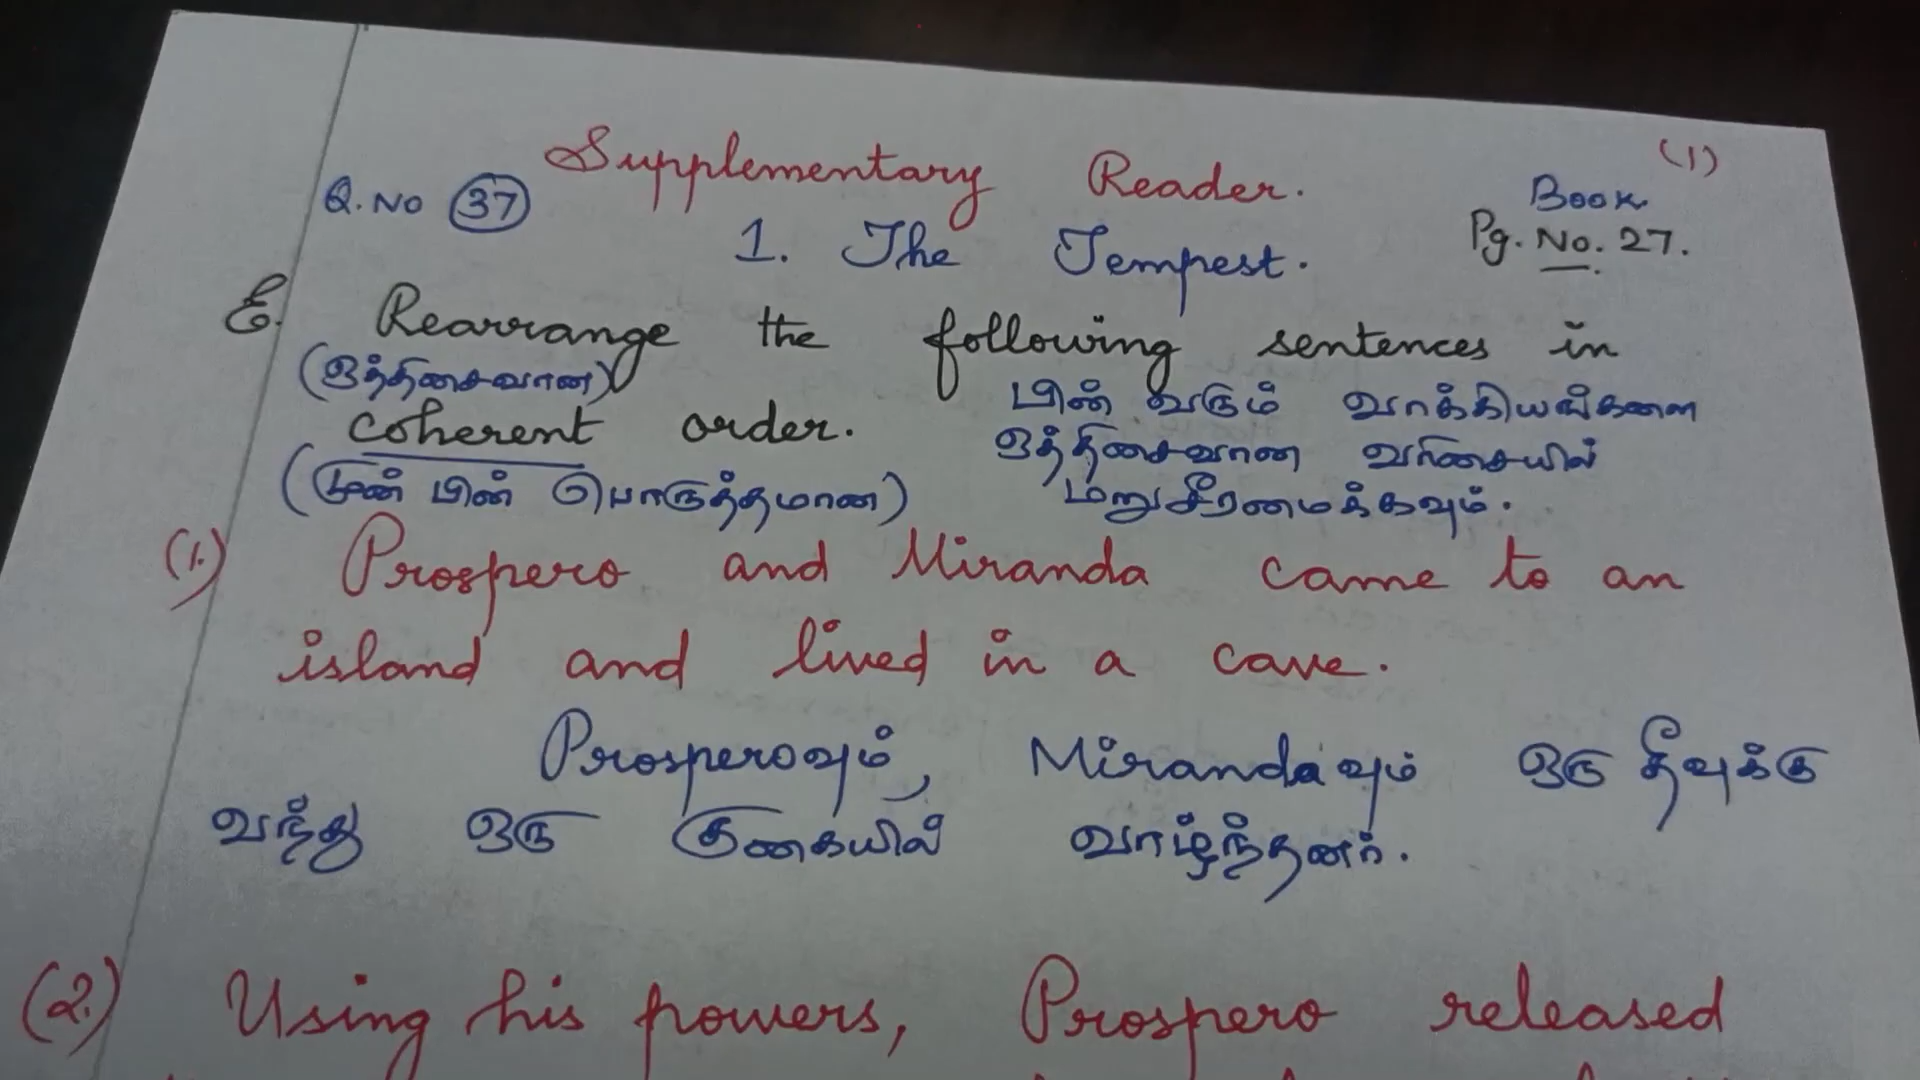 (1)
Supplementary Reader.
Q. No 37
Book
Pg. No. 27.
1. The Tempest.
E. Rearrange the following sentences in
(ஒத்திசைவான)
coherent order.
(முன் பின் பொருத்தமான)
பின் வரும் வாக்கியங்களை
ஒத்திசைவான வரிசையில்
மறுசீரமைக்கவும்.
(1.) Prospero and Miranda came to an
island and lived in a cave.
Prosperoவும், Mirandaவும் ஒரு தீவுக்கு
வந்து ஒரு குகையில் வாழ்ந்தனர்.
(2.) Using his powers, Prospero released